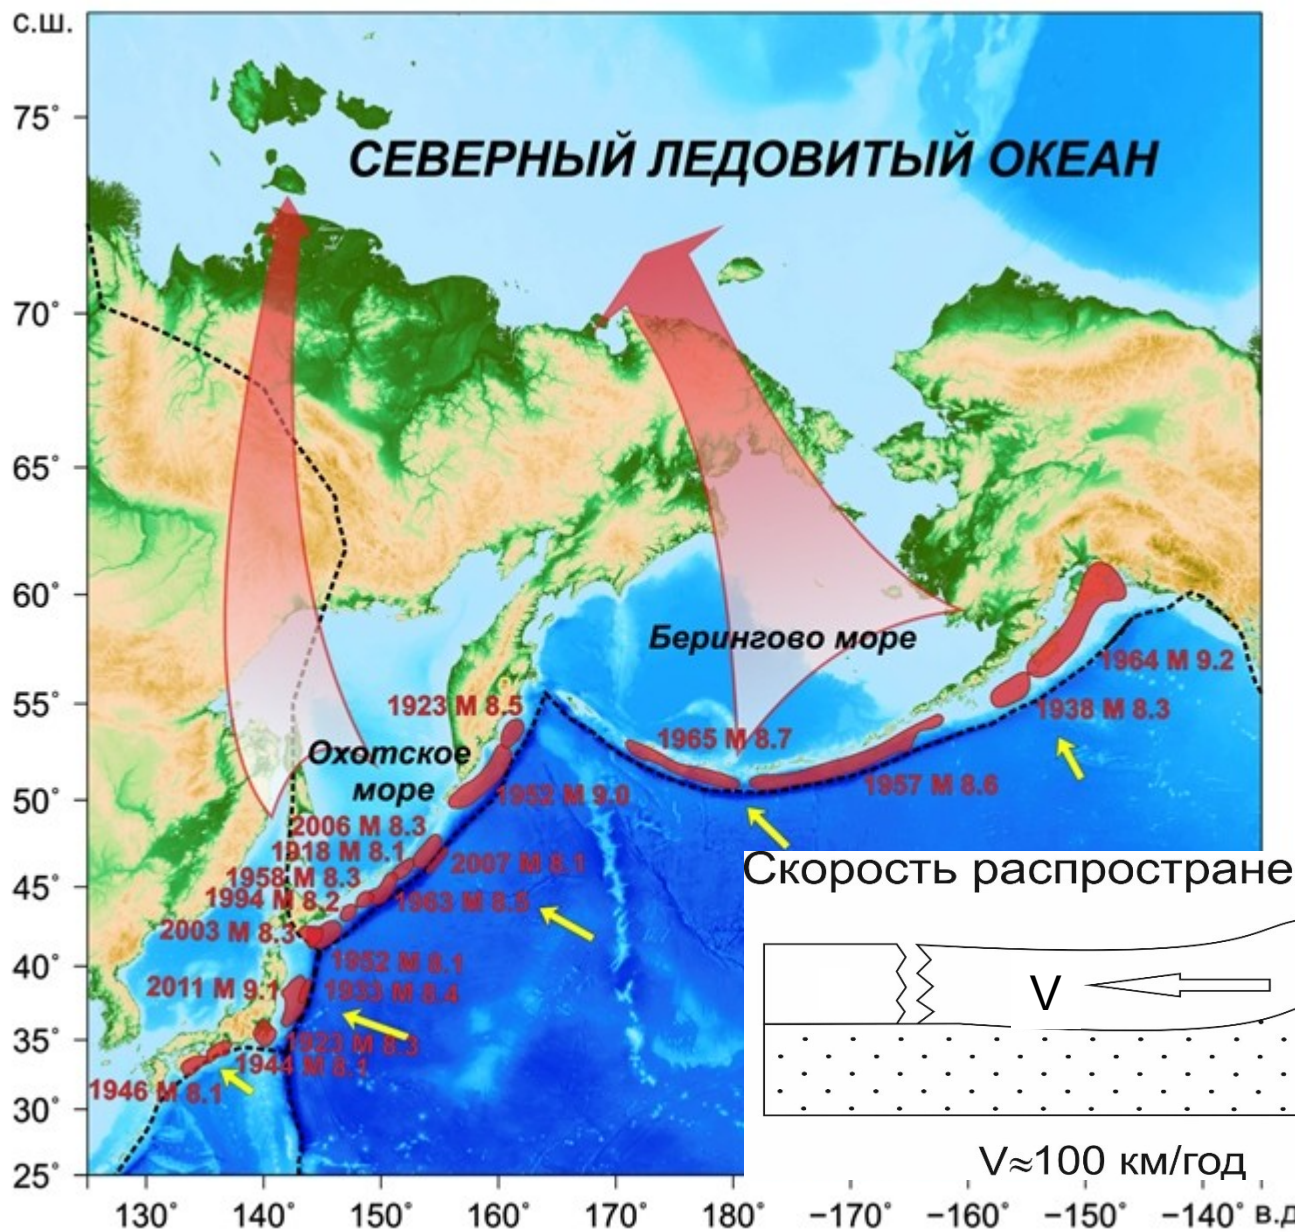 с.ш.
75°
СЕВЕРНЫЙ ЛЕДОВИТЫЙ ОКЕАН
70°
65°
60°
Берингово море
1964 M 9.2
55°
1923 M 8.5
1938 M 8.3
Охотское
море
1965 M 8.7
50°
1952 M 9.0
1957 M 8.6
2006 M 8.3
1918 M 8.1
2007 M 8.1
1958 M 8.3
45°
1994 M 8.2
1963 M 8.5
2003 M 8.3
40°
1952 M 8.1
2011 M 9.1
1933 M 8.4
35°
1923 M 8.3
1944 M 8.1
1946 M 8.1
30°
25°
Скорость распростране
V
V≈100 км/год
130° 140° 150° 160° 170° 180° −170° −160° −150° −140° в.д